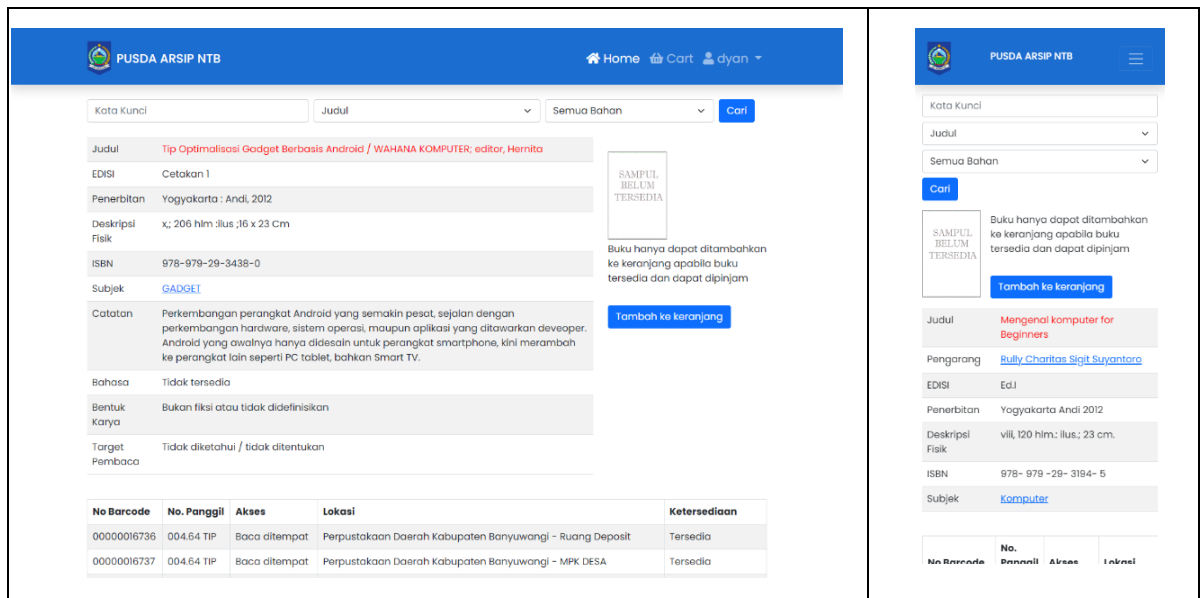 PUSDA ARSIP NTB
Home Cart dyan
Kata Kunci Judul Semua Bahan Cari
Judul Tip Optimalisasi Gadget Berbasis Android / WAHANA KOMPUTER; editor, Hernita
EDISI Cetakan 1
Penerbitan Yogyakarta : Andi, 2012
Deskripsi Fisik x,; 206 hlm :ilus ;16 x 23 Cm
ISBN 978-979-29-3438-0
Subjek GADGET
Catatan Perkembangan perangkat Android yang semakin pesat, sejalan dengan
perkembangan hardware, sistem operasi, maupun aplikasi yang ditawarkan deveoper.
Android yang awalnya hanya didesain untuk perangkat smartphone, kini merambah
ke perangkat lain seperti PC tablet, bahkan Smart TV.
Bahasa Tidak tersedia
Bentuk Karya Bukan fiksi atau tidak didefinisikan
Target Pembaca Tidak diketahui / tidak ditentukan
SAMPUL
BELUM
TERSEDIA
Buku hanya dapat ditambahkan
ke keranjang apabila buku
tersedia dan dapat dipinjam
Tambah ke keranjang
No Barcode No. Panggil Akses Lokasi Ketersediaan
00000016736 004.64 TIP Baca ditempat Perpustakaan Daerah Kabupaten Banyuwangi - Ruang Deposit Tersedia
00000016737 004.64 TIP Baca ditempat Perpustakaan Daerah Kabupaten Banyuwangi - MPK DESA Tersedia
PUSDA ARSIP NTB
Kata Kunci
Judul
Semua Bahan
Cari
SAMPUL
BELUM
TERSEDIA
Buku hanya dapat ditambahkan
ke keranjang apabila buku
tersedia dan dapat dipinjam
Tambah ke keranjang
Judul Mengenal komputer for
Beginners
Pengarang Rully Charitas Sigit Suyantoro
EDISI Ed.I
Penerbitan Yogyakarta Andi 2012
Deskripsi Fisik viii, 120 hlm.: ilus.; 23 cm.
ISBN 978- 979 -29- 3194- 5
Subjek Komputer
No Barcode No. Panggil Akses Lokasi